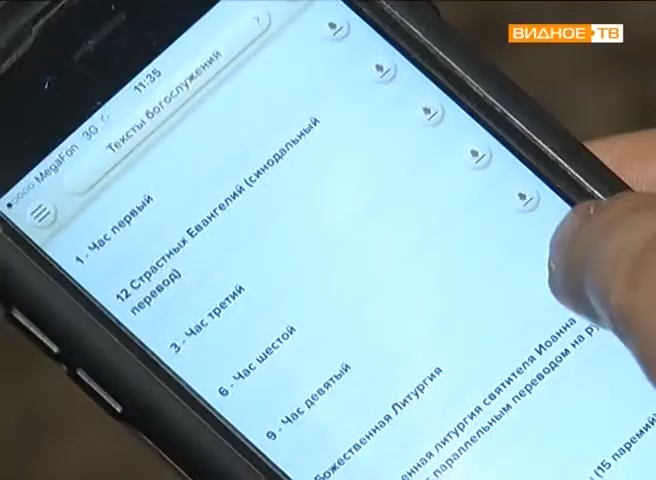 ВИДНОЕ ТВ
MegaFon 3G 11:35
Тексты богослужений
1 - Час первый
12 Страстных Евангелий (синодальный
перевод)
3 - Час третий
6 - Час шестой
9 - Час девятый
Божественная Литургия
литургия святителя Иоанна
с параллельным переводом на
(15 паремий)